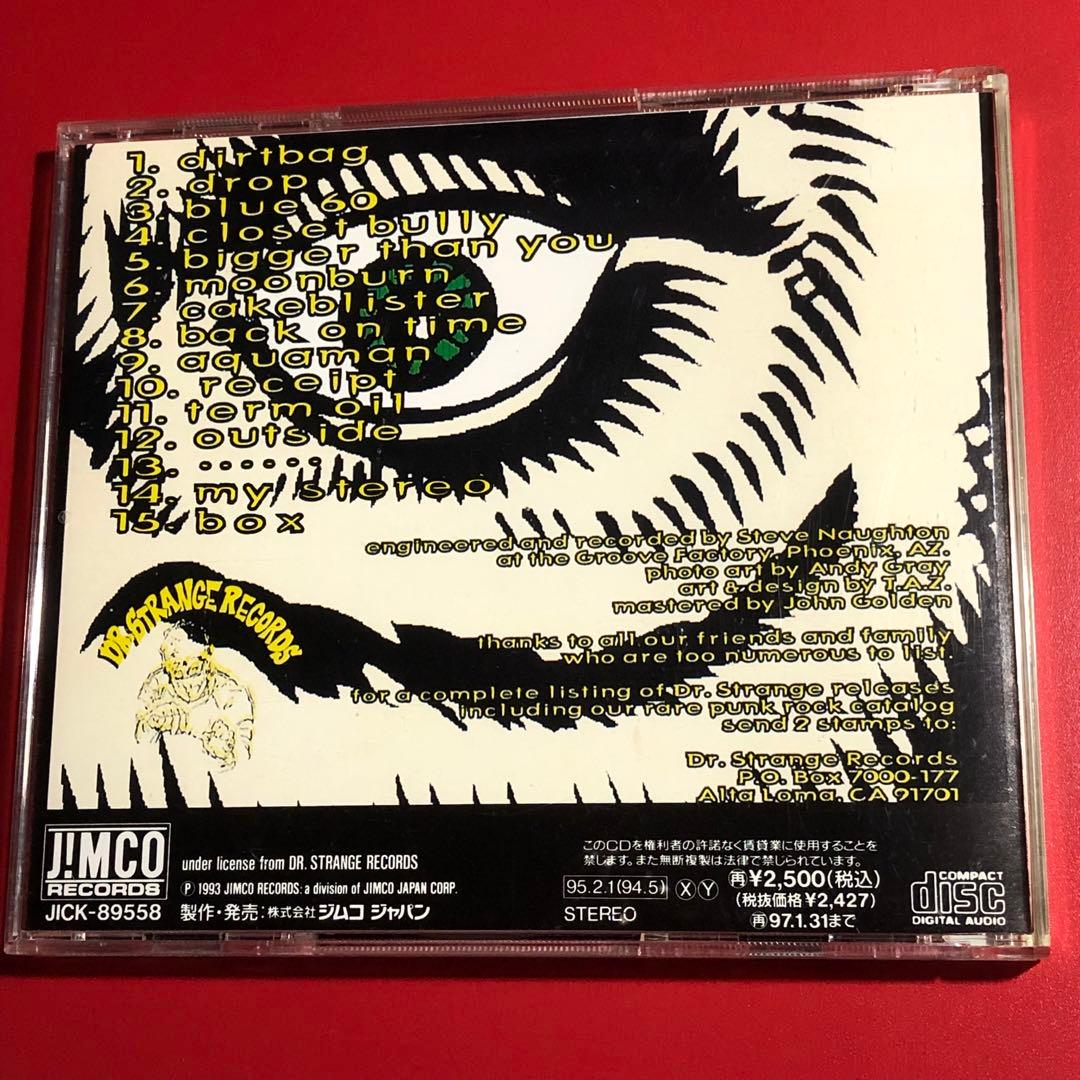 1. dirtbag
2. drop
3. blue 60
4. closet bully
5. bigger than you
6. moonburn
7. cakeblister
8. back on time
9. aquaman
10. receipt
11. term oil
12. outside
13. ......
14. my stereo
15. box
engineered and recorded by Steve Naughton
at the Groove Factory, Phoenix, AZ.
photo art by Andy Gray
art & design by T.A.Z.
mastered by John Golden
thanks to all our friends and family
who are too numerous to list.
for a complete listing of Dr. Strange releases
including our rare punk rock catalog
send 2 stamps to:
Dr. Strange Records
P.O. Box 7000-177
Alta Loma, CA 91701
DR. STRANGE RECORDS
J!MCO
RECORDS
JICK-89558
under license from DR. STRANGE RECORDS
Ⓟ 1993 JIMCO RECORDS: a division of JIMCO JAPAN CORP.
製作・発売：株式会社 ジムコ ジャパン
このCDを権利者の許諾なく賃貸業に使用することを
禁じます。また無断複製は法律で禁じられています。
95.2.1(94.5) Ⓧ Ⓨ
STEREO
再¥2,500(税込)
(税抜価格¥2,427)
再97.1.31まで
COMPACT
disc
DIGITAL AUDIO